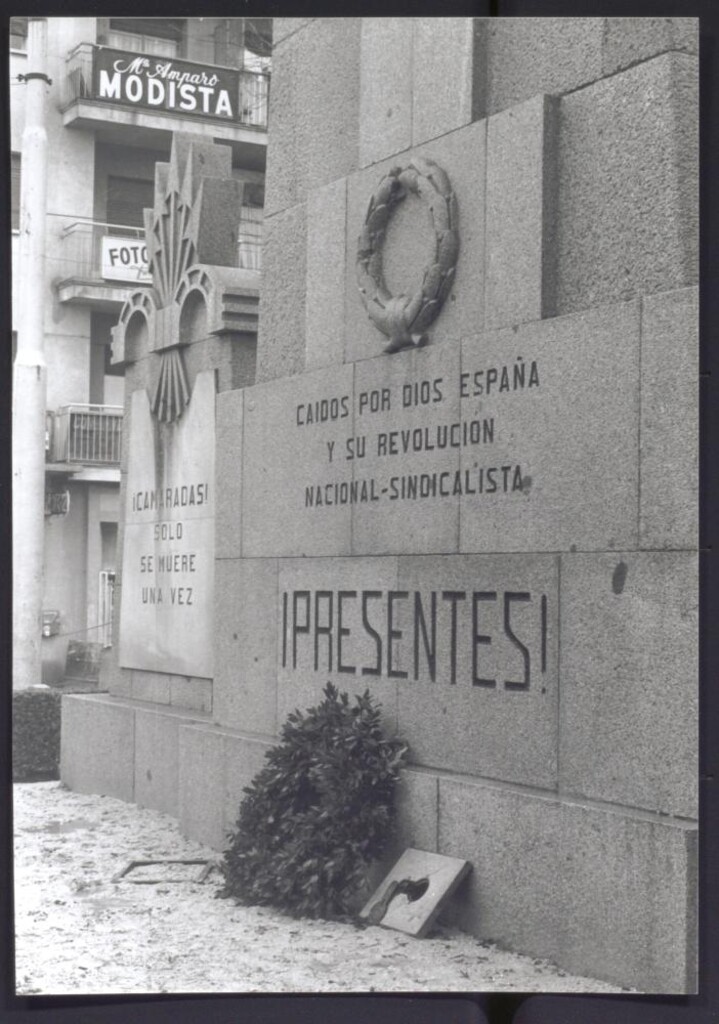 Mª Amparo
MODISTA
FOTO
CAIDOS POR DIOS ESPAÑA
Y SU REVOLUCION
NACIONAL-SINDICALISTA
¡CAMARADAS!
SOLO
SE MUERE
UNA VEZ
¡PRESENTES!